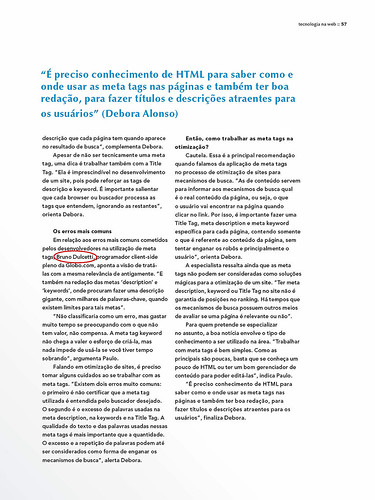 tecnologia na web :: 57
“É preciso conhecimento de HTML para saber como e
onde usar as meta tags nas páginas e também ter boa
redação, para fazer títulos e descrições atraentes para
os usuários” (Debora Alonso)
descrição que cada página tem quando aparece
no resultado de busca”, complementa Debora.
Apesar de não ser tecnicamente uma meta
tag, uma dica é trabalhar também com a Title
Tag. “Ela é imprescindível no desenvolvimento
de um site, pois pode reforçar as tags de
descrição e keyword. É importante salientar
que cada browser ou buscador processa as
tags que entendem, ignorando as restantes”,
orienta Debora.
Os erros mais comuns
Em relação aos erros mais comuns cometidos
pelos desenvolvedores na utilização de meta
tags, Bruno Dulcetti, programador client-side
pleno da Globo.com, aponta a visão de tratá-
las com a mesma relevância de antigamente. “E
também na redação das metas ‘description’ e
‘keywords’, onde procuram fazer uma descrição
gigante, com milhares de palavras-chave, quando
existem limites para tais metas”.
“Não classificaria como um erro, mas gastar
muito tempo se preocupando com o que não
tem valor, não compensa. A meta tag keyword
não chega a valer o esforço de criá-la, mas
nada impede de usá-la se você tiver tempo
sobrando”, argumenta Paulo.
Falando em otimização de sites, é preciso
tomar alguns cuidados ao se trabalhar com as
meta tags. “Existem dois erros muito comuns:
o primeiro é não certificar que a meta tag
utilizada é entendida pelo buscador desejado.
O segundo é o excesso de palavras usadas na
meta description, na keywords e na Title Tag. A
qualidade do texto e das palavras usadas nessas
meta tags é mais importante que a quantidade.
O excesso e a repetição de palavras podem até
ser considerados como forma de enganar os
mecanismos de busca”, alerta Debora.
Então, como trabalhar as meta tags na
otimização?
Cautela. Essa é a principal recomendação
quando falamos da aplicação de meta tags
no processo de otimização de sites para
mecanismos de busca. “As de conteúdo servem
para informar aos mecanismos de busca qual
é o real conteúdo da página, ou seja, o que
o usuário vai encontrar na página quando
clicar no link. Por isso, é importante fazer uma
Title Tag, meta description e meta keyword
específica para cada página, contendo somente
o que é referente ao conteúdo da página, sem
tentar enganar os robôs e principalmente o
usuário”, orienta Debora.
A especialista ressalta ainda que as meta
tags não podem ser consideradas como soluções
mágicas para a otimização de um site. “Ter meta
description, keyword ou Title Tag no site não é
garantia de posições no ranking. Há tempos que
os mecanismos de busca possuem outros meios
de avaliar se uma página é relevante ou não”.
Para quem pretende se especializar
no assunto, a boa notícia envolve o tipo de
conhecimento a ser utilizado na área. “Trabalhar
com meta tags é bem simples. Como as
principais são poucas, basta que se conheça um
pouco de HTML ou ter um bom gerenciador de
conteúdo para poder editá-las”, indica Paulo.
“É preciso conhecimento de HTML para
saber como e onde usar as meta tags nas
páginas e também ter boa redação, para
fazer títulos e descrições atraentes para os
usuários”, finaliza Debora.